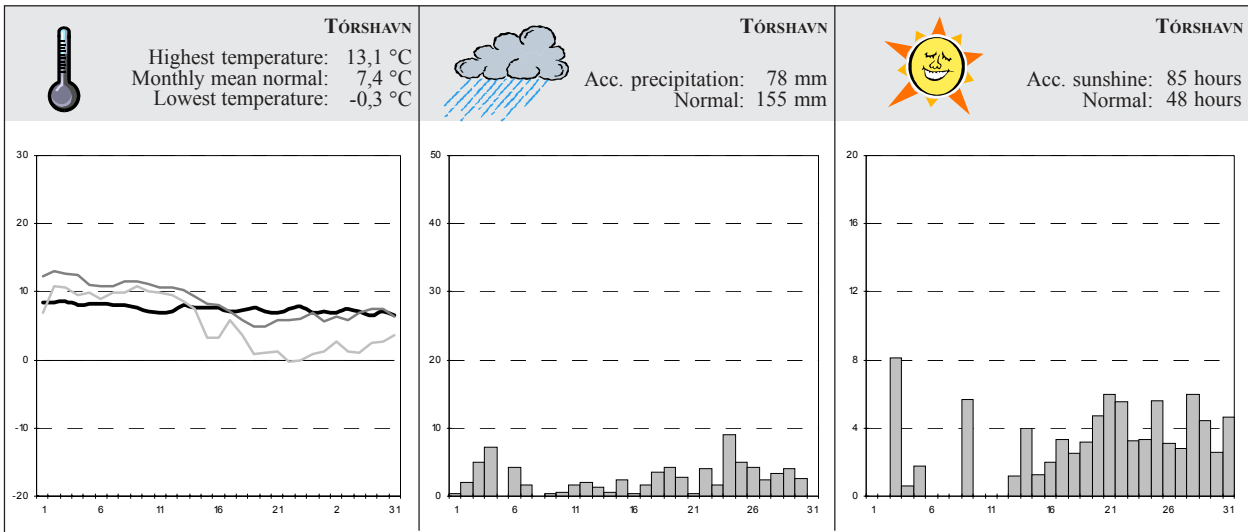 TÓRSHAVN
Highest temperature: 13,1 °C
Monthly mean normal: 7,4 °C
Lowest temperature: -0,3 °C
30
20
10
0
-10
-20
1 6 11 16 21 2 31
TÓRSHAVN
Acc. precipitation: 78 mm
Normal: 155 mm
50
40
30
20
10
0
1 6 11 16 21 26 31
TÓRSHAVN
Acc. sunshine: 85 hours
Normal: 48 hours
20
16
12
8
4
0
1 6 11 16 21 26 31